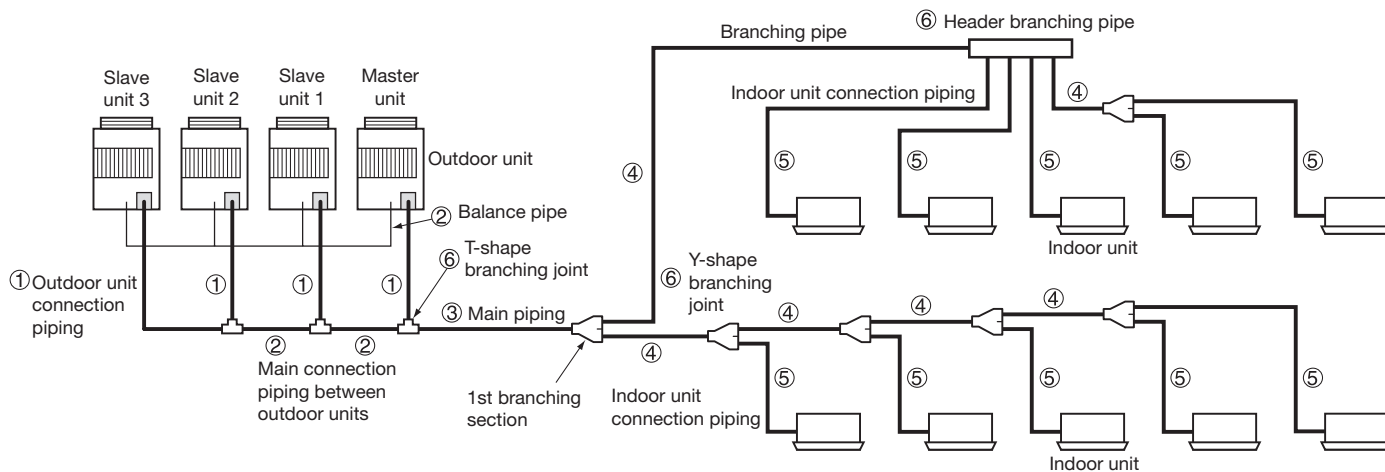 ⑥ Header branching pipe
Branching pipe
Slave
unit 3
Slave
unit 2
Slave
unit 1
Master
unit
Indoor unit connection piping
④
Outdoor unit
④
⑤
⑤
⑤
⑤
⑤
② Balance pipe
Indoor unit
⑥ T-shape
branching joint
① Outdoor unit
connection
piping
①
①
①
⑥ Y-shape
branching
joint
③ Main piping
④
④
④
②
②
④
Main connection
piping between
outdoor units
1st branching
section
Indoor unit
connection piping
⑤
⑤
⑤
⑤
⑤
Indoor unit